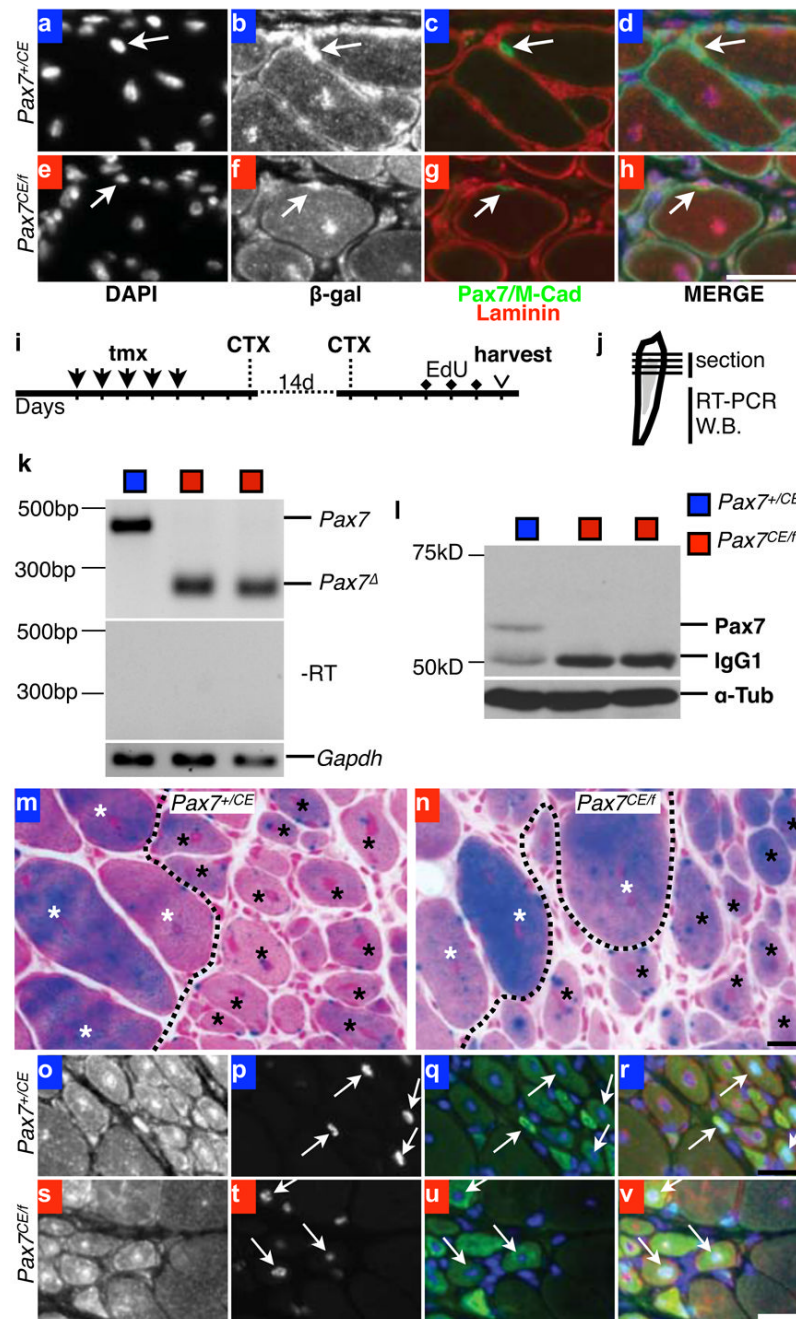 a b c d
Pax7+/CE
e f g h
Pax7CE/f
DAPI β-gal Pax7/M-Cad MERGE
Laminin
i
tmx CTX CTX harvest
14d EdU
Days
j
section
RT-PCR
W.B.
k
500bp
Pax7
300bp
Pax7Δ
500bp
-RT
300bp
Gapdh
l
Pax7+/CE
Pax7CE/f
75kD
Pax7
IgG1
50kD
α-Tub
m Pax7+/CE n Pax7CE/f
* * * * * * * * * * * * * * * * * * * * * * * * * * *
o p q r
Pax7+/CE
s t u v
Pax7CE/f